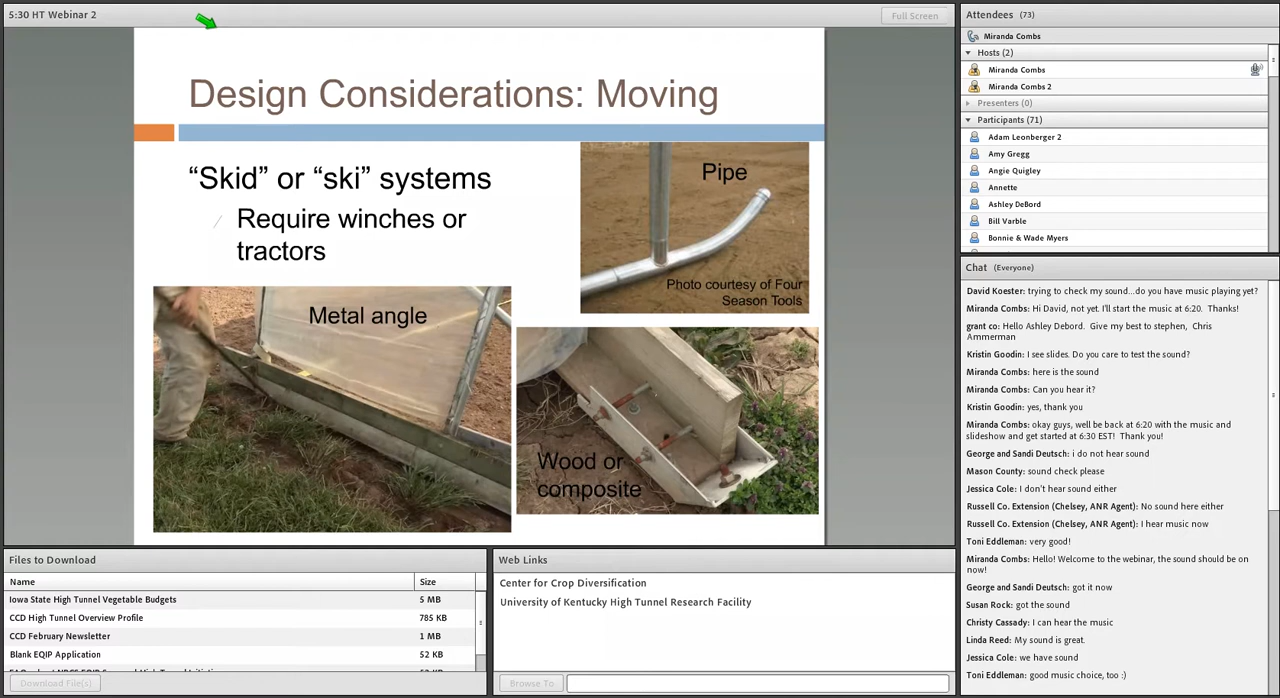 5:30 HT Webinar 2
Full Screen
Design Considerations: Moving
“Skid” or “ski” systems
Require winches or
tractors
Pipe
Photo courtesy of Four
Season Tools
Metal angle
Wood or
composite
Files to Download
Name Size
Iowa State High Tunnel Vegetable Budgets 5 MB
CCD High Tunnel Overview Profile 785 KB
CCD February Newsletter 1 MB
Blank EQIP Application 52 KB
Download File(s)
Web Links
Center for Crop Diversification
University of Kentucky High Tunnel Research Facility
Browse To
Attendees (73)
Miranda Combs
Hosts (2)
Miranda Combs
Miranda Combs 2
Presenters (0)
Participants (71)
Adam Leonberger 2
Amy Gregg
Angie Quigley
Annette
Ashley DeBord
Bill Varble
Bonnie & Wade Myers
Chat (Everyone)
David Koester: trying to check my sound...do you have music playing yet?
Miranda Combs: Hi David, not yet. I'll start the music at 6:20. Thanks!
grant co: Hello Ashley Debord. Give my best to stephen, Chris
Ammerman
Kristin Goodin: I see slides. Do you care to test the sound?
Miranda Combs: here is the sound
Miranda Combs: Can you hear it?
Kristin Goodin: yes, thank you
Miranda Combs: okay guys, well be back at 6:20 with the music and
slideshow and get started at 6:30 EST! Thank you!
George and Sandi Deutsch: i do not hear sound
Mason County: sound check please
Jessica Cole: I don't hear sound either
Russell Co. Extension (Chelsey, ANR Agent): No sound here either
Russell Co. Extension (Chelsey, ANR Agent): I hear music now
Toni Eddleman: very good!
Miranda Combs: Hello! Welcome to the webinar, the sound should be on
now!
George and Sandi Deutsch: got it now
Susan Rock: got the sound
Christy Cassady: I can hear the music
Linda Reed: My sound is great.
Jessica Cole: we have sound
Toni Eddleman: good music choice, too :)